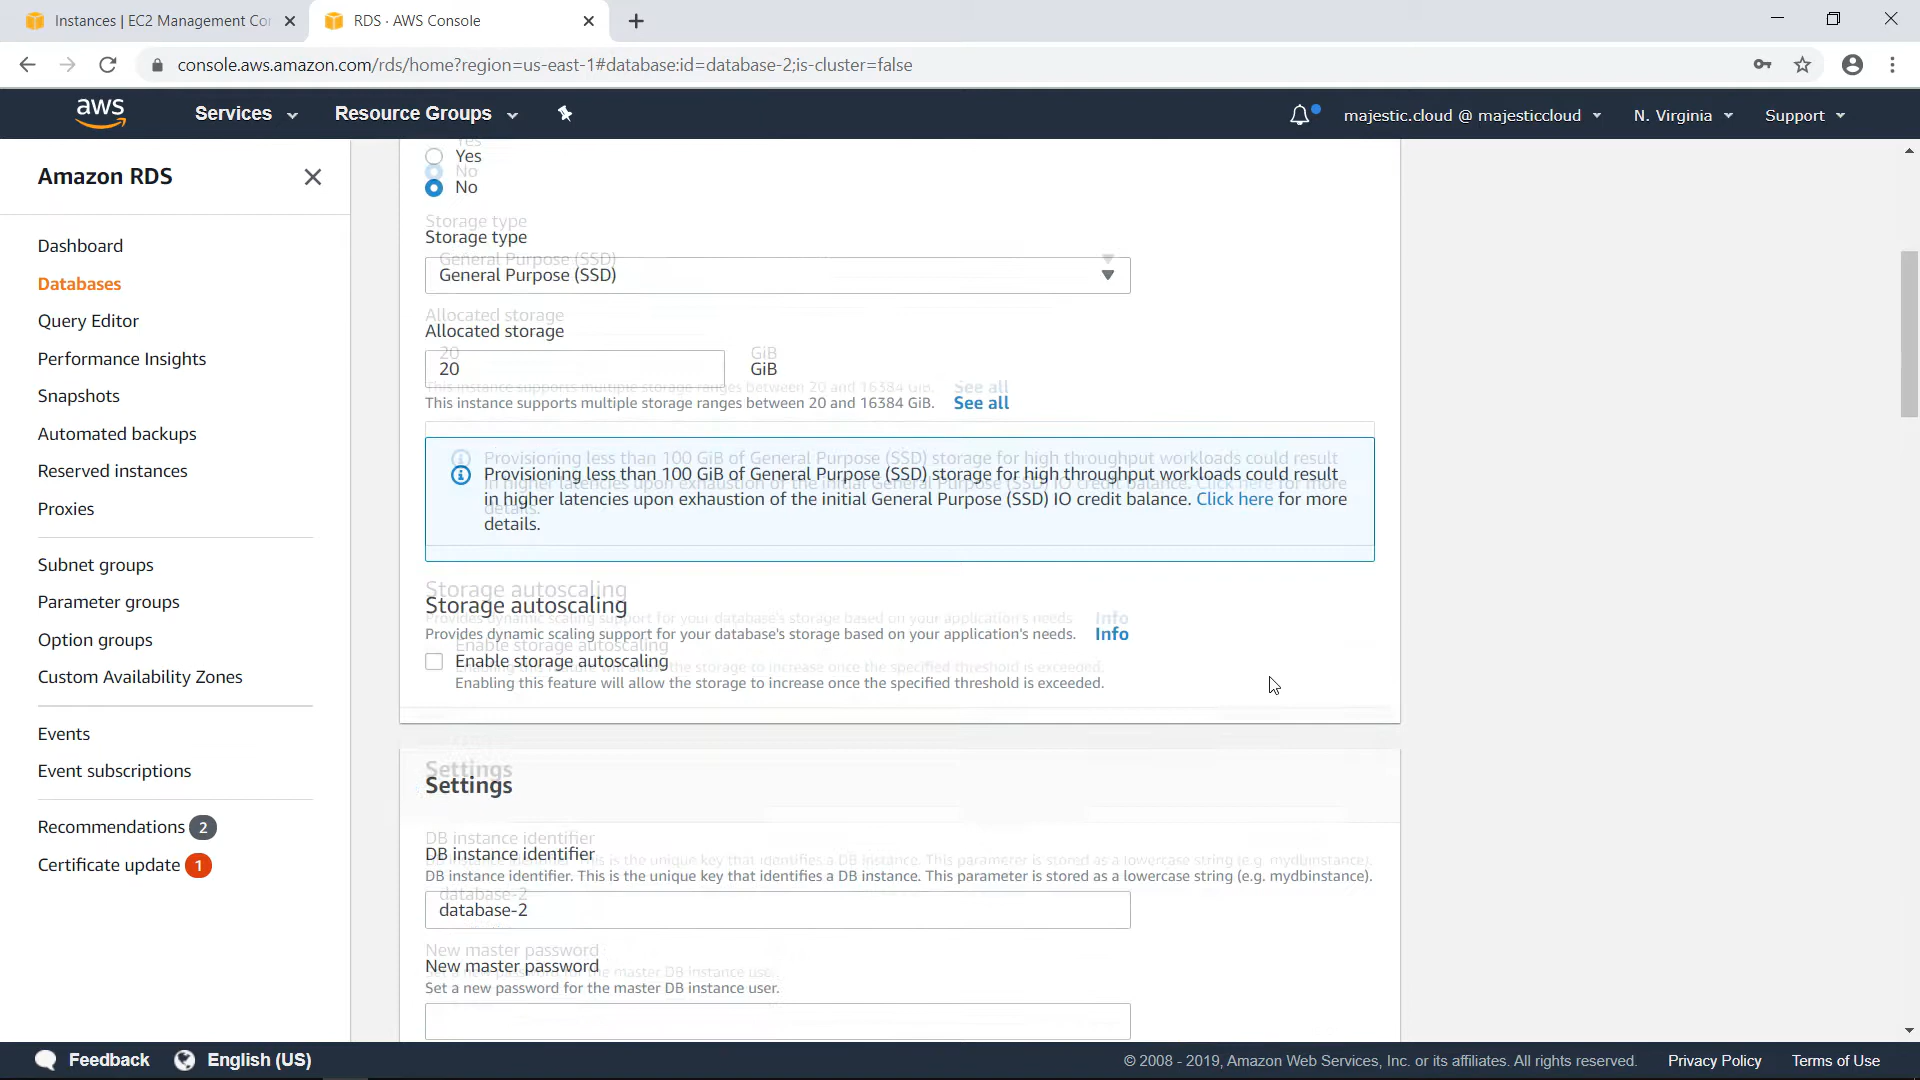 Instances | EC2 Management Co
RDS · AWS Console
console.aws.amazon.com/rds/home?region=us-east-1#database:id=database-2;is-cluster=false
aws
Services
Resource Groups
majestic.cloud @ majesticcloud
N. Virginia
Support
Amazon RDS
Dashboard
Databases
Query Editor
Performance Insights
Snapshots
Automated backups
Reserved instances
Proxies
Subnet groups
Parameter groups
Option groups
Custom Availability Zones
Events
Event subscriptions
Recommendations 2
Certificate update 1
Yes
No
Storage type
General Purpose (SSD)
Allocated storage
20 GiB
This instance supports multiple storage ranges between 20 and 16384 GiB. See all
Provisioning less than 100 GiB of General Purpose (SSD) storage for high throughput workloads could result
in higher latencies upon exhaustion of the initial General Purpose (SSD) IO credit balance. Click here for more
details.
Storage autoscaling
Provides dynamic scaling support for your database's storage based on your application's needs. Info
Enable storage autoscaling
Enabling this feature will allow the storage to increase once the specified threshold is exceeded.
Settings
DB instance identifier
DB instance identifier. This is the unique key that identifies a DB instance. This parameter is stored as a lowercase string (e.g. mydbinstance).
database-2
New master password
Set a new password for the master DB instance user.
Feedback
English (US)
© 2008 - 2019, Amazon Web Services, Inc. or its affiliates. All rights reserved.
Privacy Policy
Terms of Use